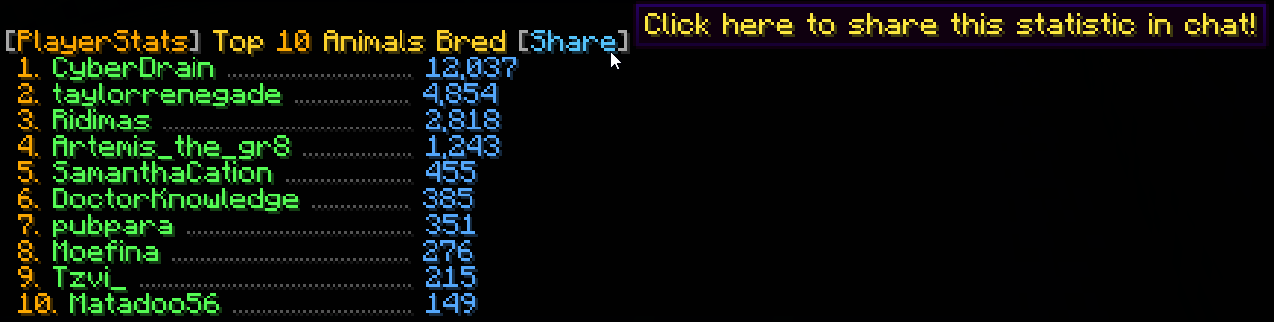 [PlayerStats] Top 10 Animals Bred [Share]
Click here to share this statistic in chat!
1. CyberDrain ........................ 12,037
2. taylorrenegade ............... 4,854
3. Ridimas ................................ 2,818
4. Artemis_the_gr8 .............. 1,243
5. SamanthaCation ................. 455
6. DoctorKnowledge ............. 385
7. pubpara ............................. 351
8. Moefina ............................... 276
9. Tzvi_ ................................... 215
10. Matadoo56 ........................ 149